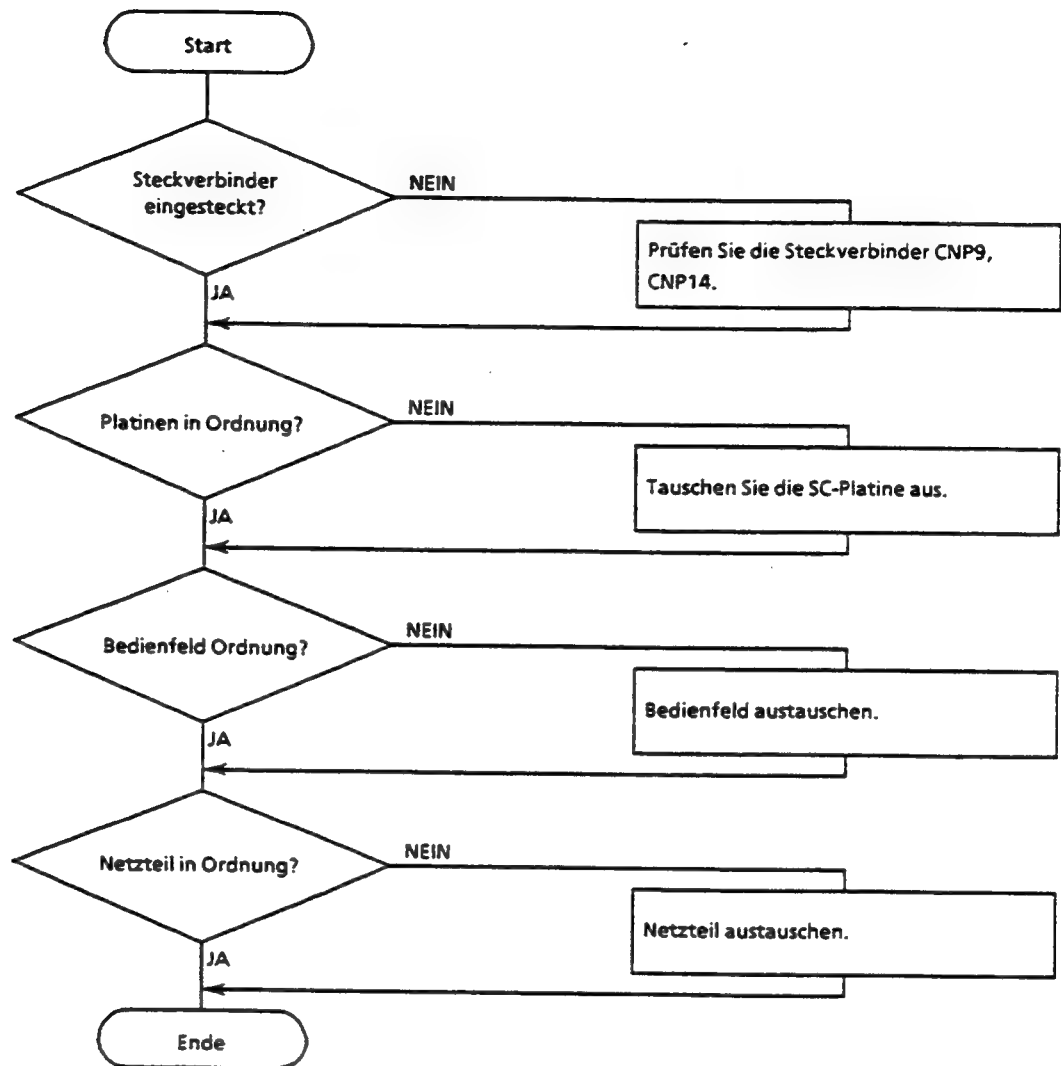 Start
Steckverbinder
eingesteckt?
NEIN
Prüfen Sie die Steckverbinder CNP9,
CNP14.
JA
Platinen in Ordnung?
NEIN
Tauschen Sie die SC-Platine aus.
JA
Bedienfeld Ordnung?
NEIN
Bedienfeld austauschen.
JA
Netzteil in Ordnung?
NEIN
Netzteil austauschen.
JA
Ende